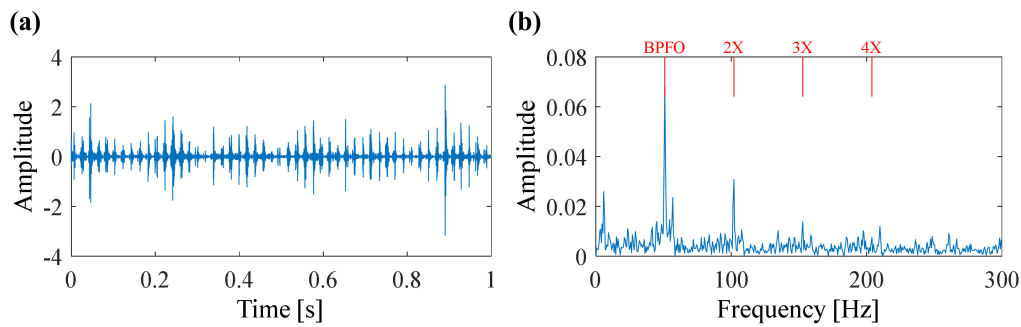 (a)
Amplitude
4
2
0
-2
-4
0 0.2 0.4 0.6 0.8 1
Time [s]
(b)
BPFO 2X 3X 4X
Amplitude
0.08
0.06
0.04
0.02
0
0 100 200 300
Frequency [Hz]